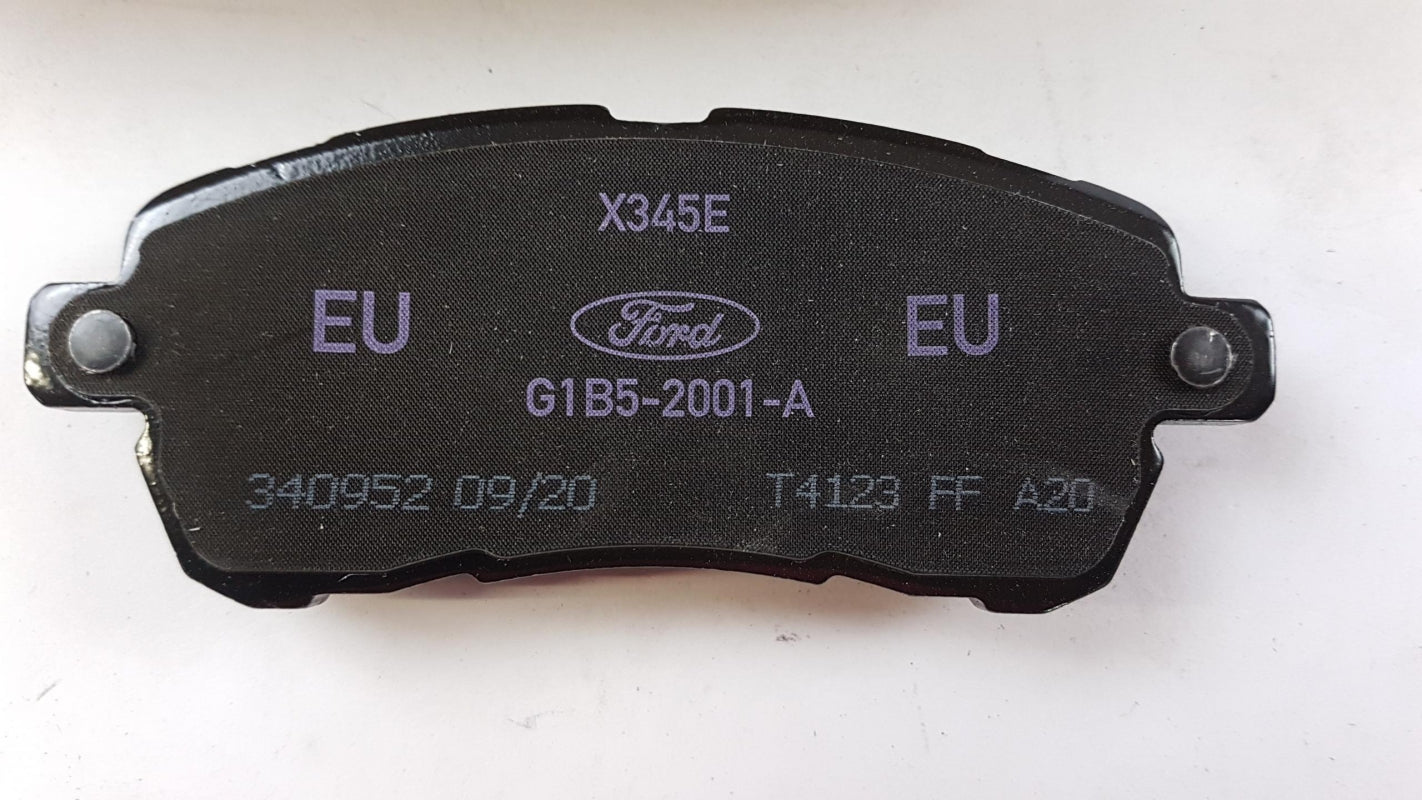 X345E
EU Ford EU
G1B5-2001-A
340952 09/20 T4123 FF A20